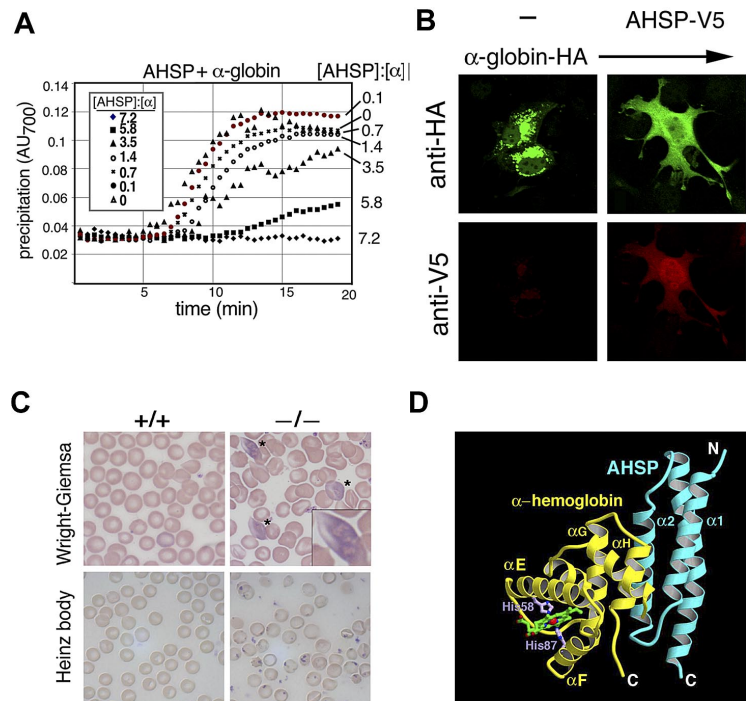 A
AHSP + α-globin
[AHSP]:[α]|
precipitation (AU700)
0.14
0.12
0.1
0.08
0.06
0.04
0.02
[AHSP]:[α]
7.2
5.8
3.5
1.4
0.7
0.1
0
0.1
0
0.7
1.4
3.5
5.8
7.2
5
10
15
20
time (min)
B
–
AHSP-V5
α-globin-HA
anti-HA
anti-V5
C
+/+
−/−
Wright-Giemsa
*
*
*
Heinz body
D
N
AHSP
α−hemoglobin
α2
α1
αG
αH
αE
His58
His87
αF
C
C